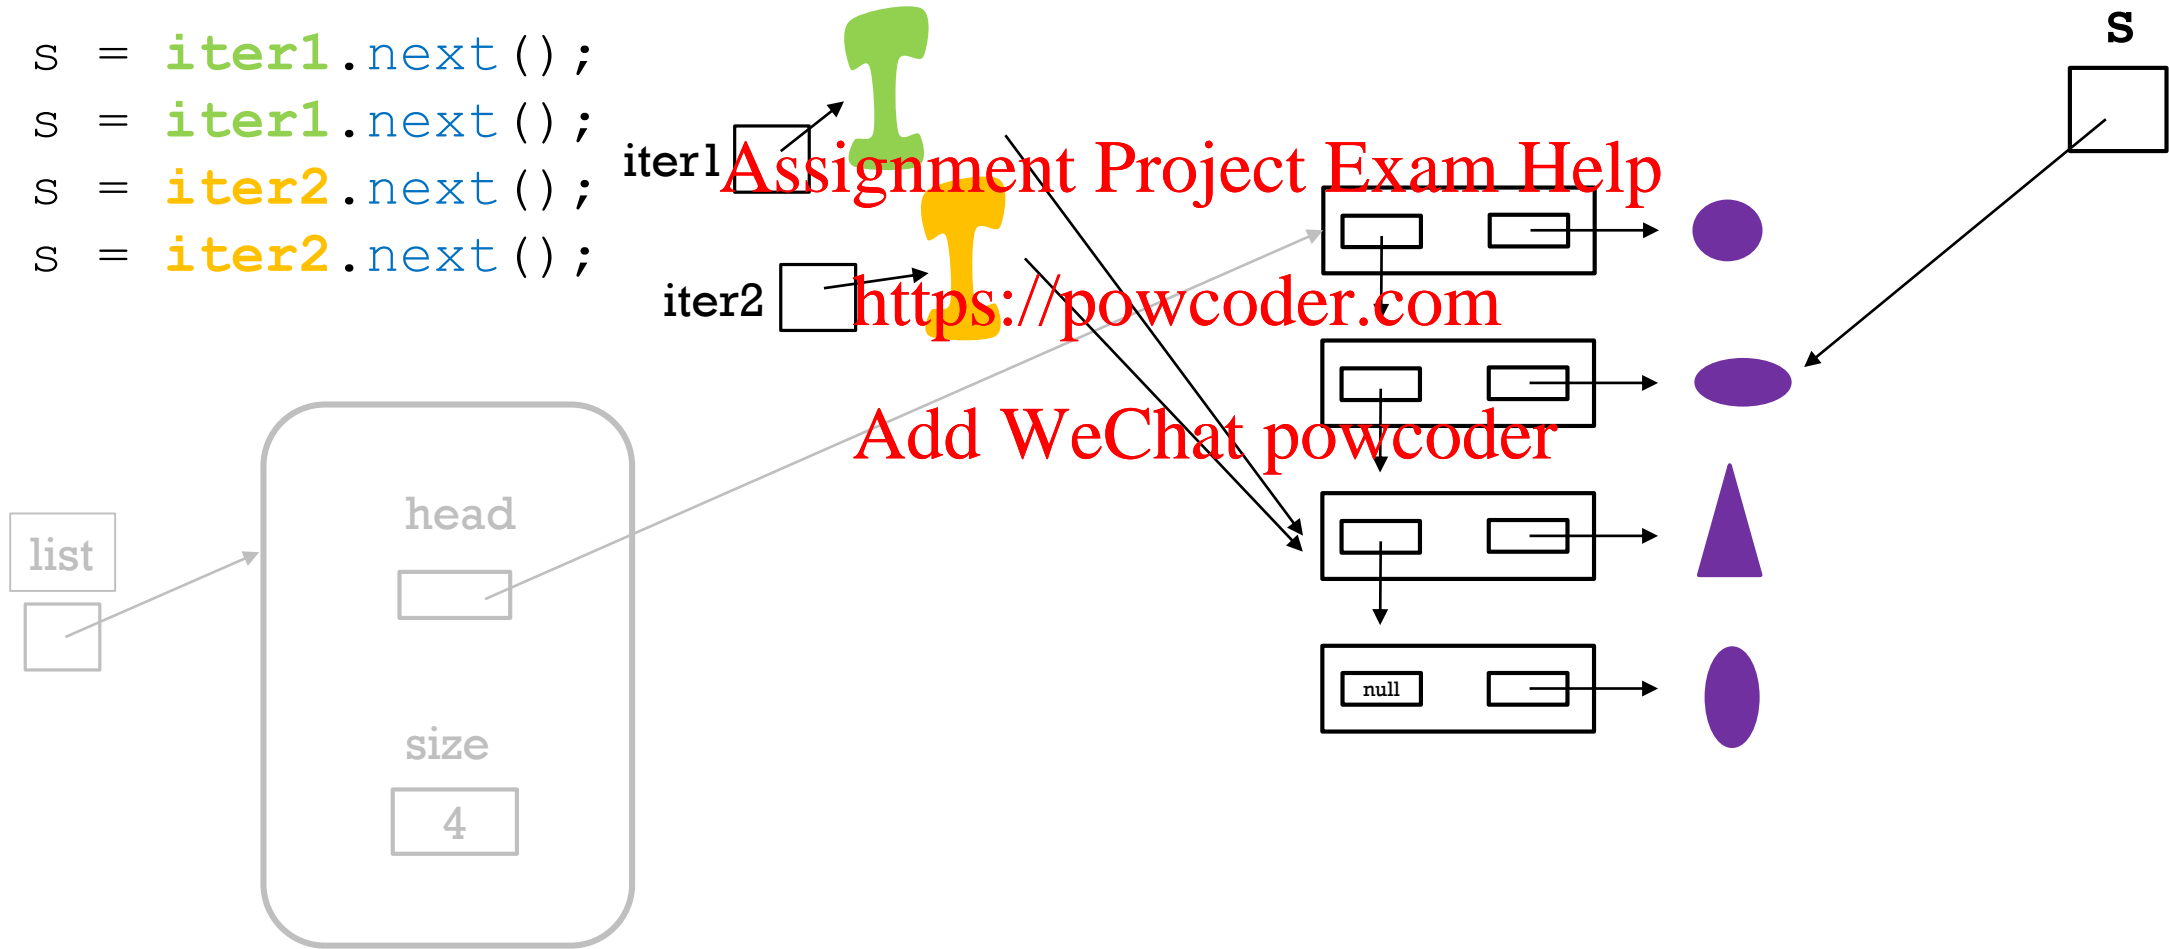 s = iter1.next();
s = iter1.next();
s = iter2.next();
s = iter2.next();
s
iter1
Assignment Project Exam Help
iter2
https://powcoder.com
Add WeChat powcoder
head
list
null
size
4